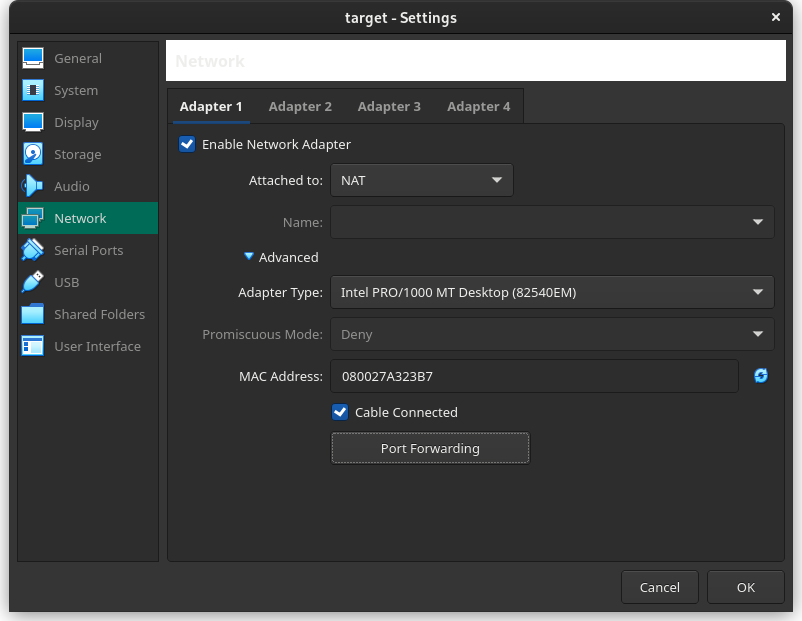 target - Settings
×
General
System
Display
Storage
Audio
Network
Serial Ports
USB
Shared Folders
User Interface
Network
Adapter 1 Adapter 2 Adapter 3 Adapter 4
Enable Network Adapter
Attached to: NAT
Name:
Advanced
Adapter Type: Intel PRO/1000 MT Desktop (82540EM)
Promiscuous Mode: Deny
MAC Address: 080027A323B7
Cable Connected
Port Forwarding
Cancel OK